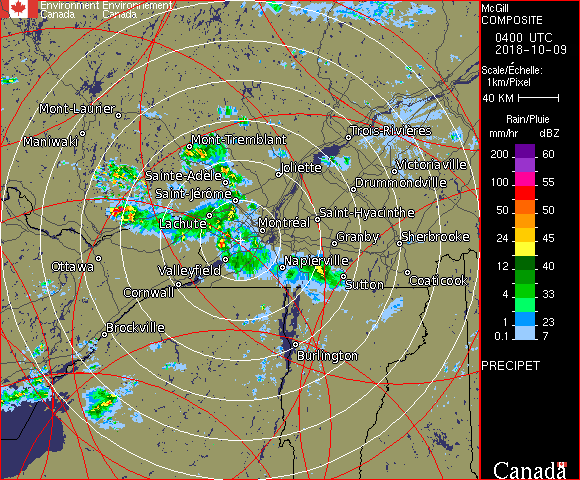 Environment Environnement
Canada Canada
McGill
COMPOSITE
0400 UTC
2018-10-09
Scale/Échelle:
1km/Pixel
40 KM
Rain/Pluie
mm/hr dBZ
200 60
100 55
50 50
24 45
12 40
4 33
1 23
0.1 7
PRECIPET
Canada
Mont-Laurier
Maniwaki
Mont-Tremblant
Trois-Rivières
Sainte-Adèle
Joliette
Victoriaville
Saint-Jérôme
Drummondville
Lachute
Montréal
Saint-Hyacinthe
Granby
Sherbrooke
Ottawa
Valleyfield
Napierville
Cornwall
Sutton
Coaticook
Brockville
Burlington